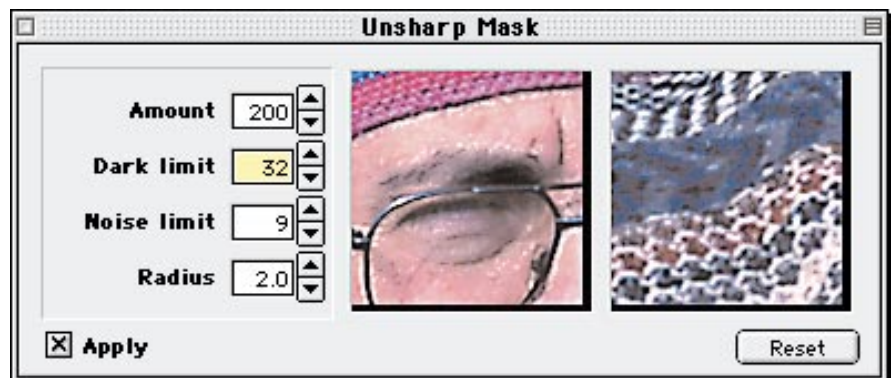 Unsharp Mask
Amount 200
Dark limit 32
Noise limit 9
Radius 2.0
Apply
Reset